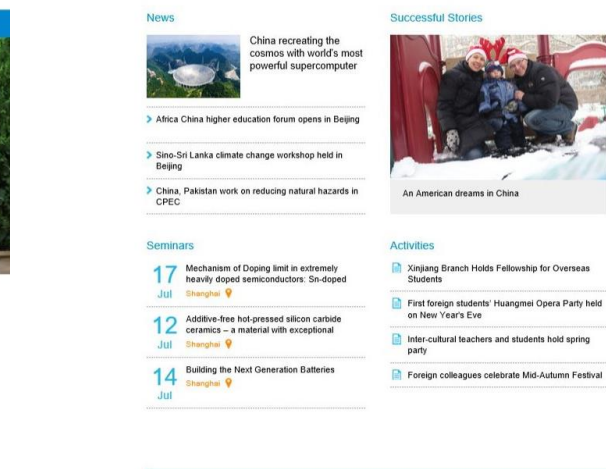 News
China recreating the
cosmos with world's most
powerful supercomputer
Africa China higher education forum opens in Beijing
Sino-Sri Lanka climate change workshop held in
Beijing
China, Pakistan work on reducing natural hazards in
CPEC
Successful Stories
An American dreams in China
Seminars
17
Jul
Mechanism of Doping limit in extremely
heavily doped semiconductors: Sn-doped
Shanghai
12
Jul
Additive-free hot-pressed silicon carbide
ceramics – a material with exceptional
Shanghai
14
Jul
Building the Next Generation Batteries
Shanghai
Activities
Xinjiang Branch Holds Fellowship for Overseas
Students
First foreign students' Huangmei Opera Party held
on New Year's Eve
Inter-cultural teachers and students hold spring
party
Foreign colleagues celebrate Mid-Autumn Festival